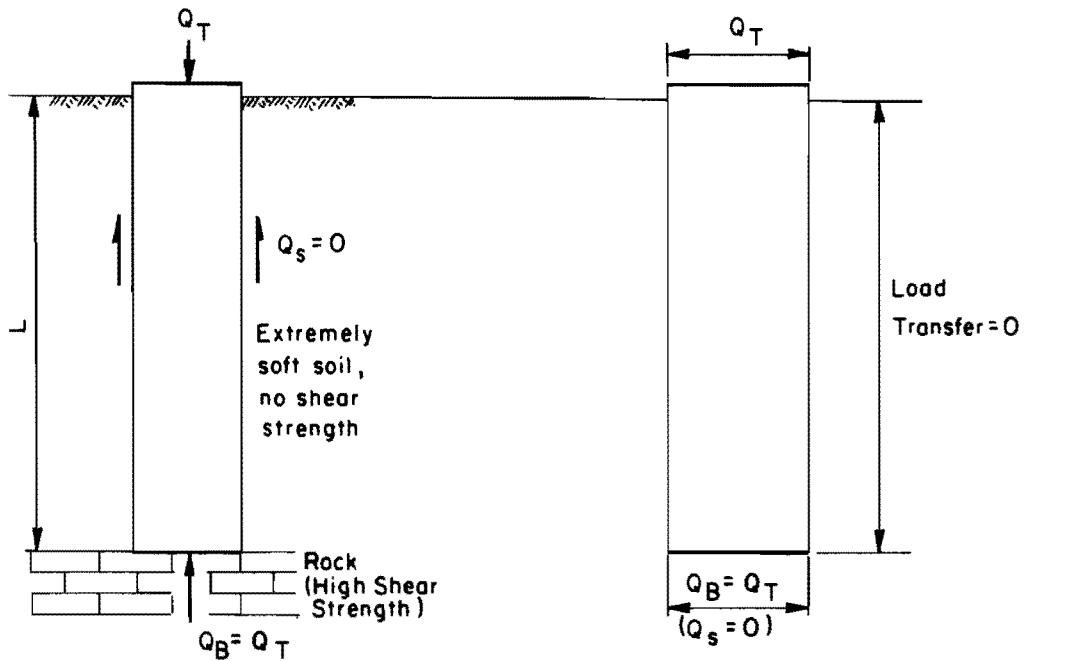 Q_T
Q_T
Q_s = 0
L
Load
Transfer = 0
Extremely
soft soil,
no shear
strength
Rock
(High Shear
Strength)
Q_B = Q_T
Q_B = Q_T
(Q_s = 0)